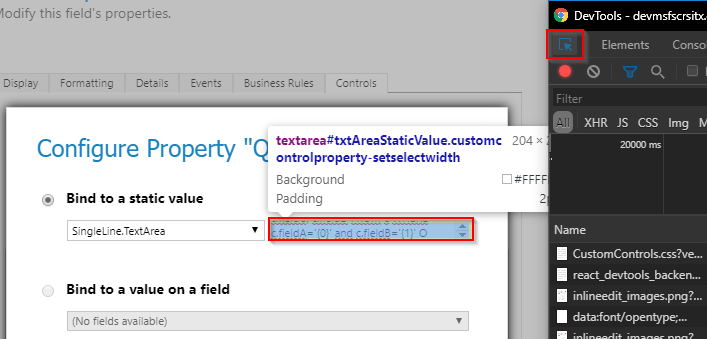 Modify this field's properties.
Display
Formatting
Details
Events
Business Rules
Controls
Configure Property "Q
Bind to a static value
SingleLine.TextArea
c.fieldA='{0}' and c.fieldB='{1}' O
Bind to a value on a field
(No fields available)
textarea#txtAreaStaticValue.customc
ontrolproperty-setselectwidth
204 ×
Background
#FFFF
Padding
2p
DevTools - devmsfscrsitx.
Elements
Conso
Filter
All
XHR
JS
CSS
Img
20000 ms
Name
CustomControls.css?ve...
react_devtools_backen...
inlineedit_images.png?...
data:font/opentype;...
inlineedit_images.png?...